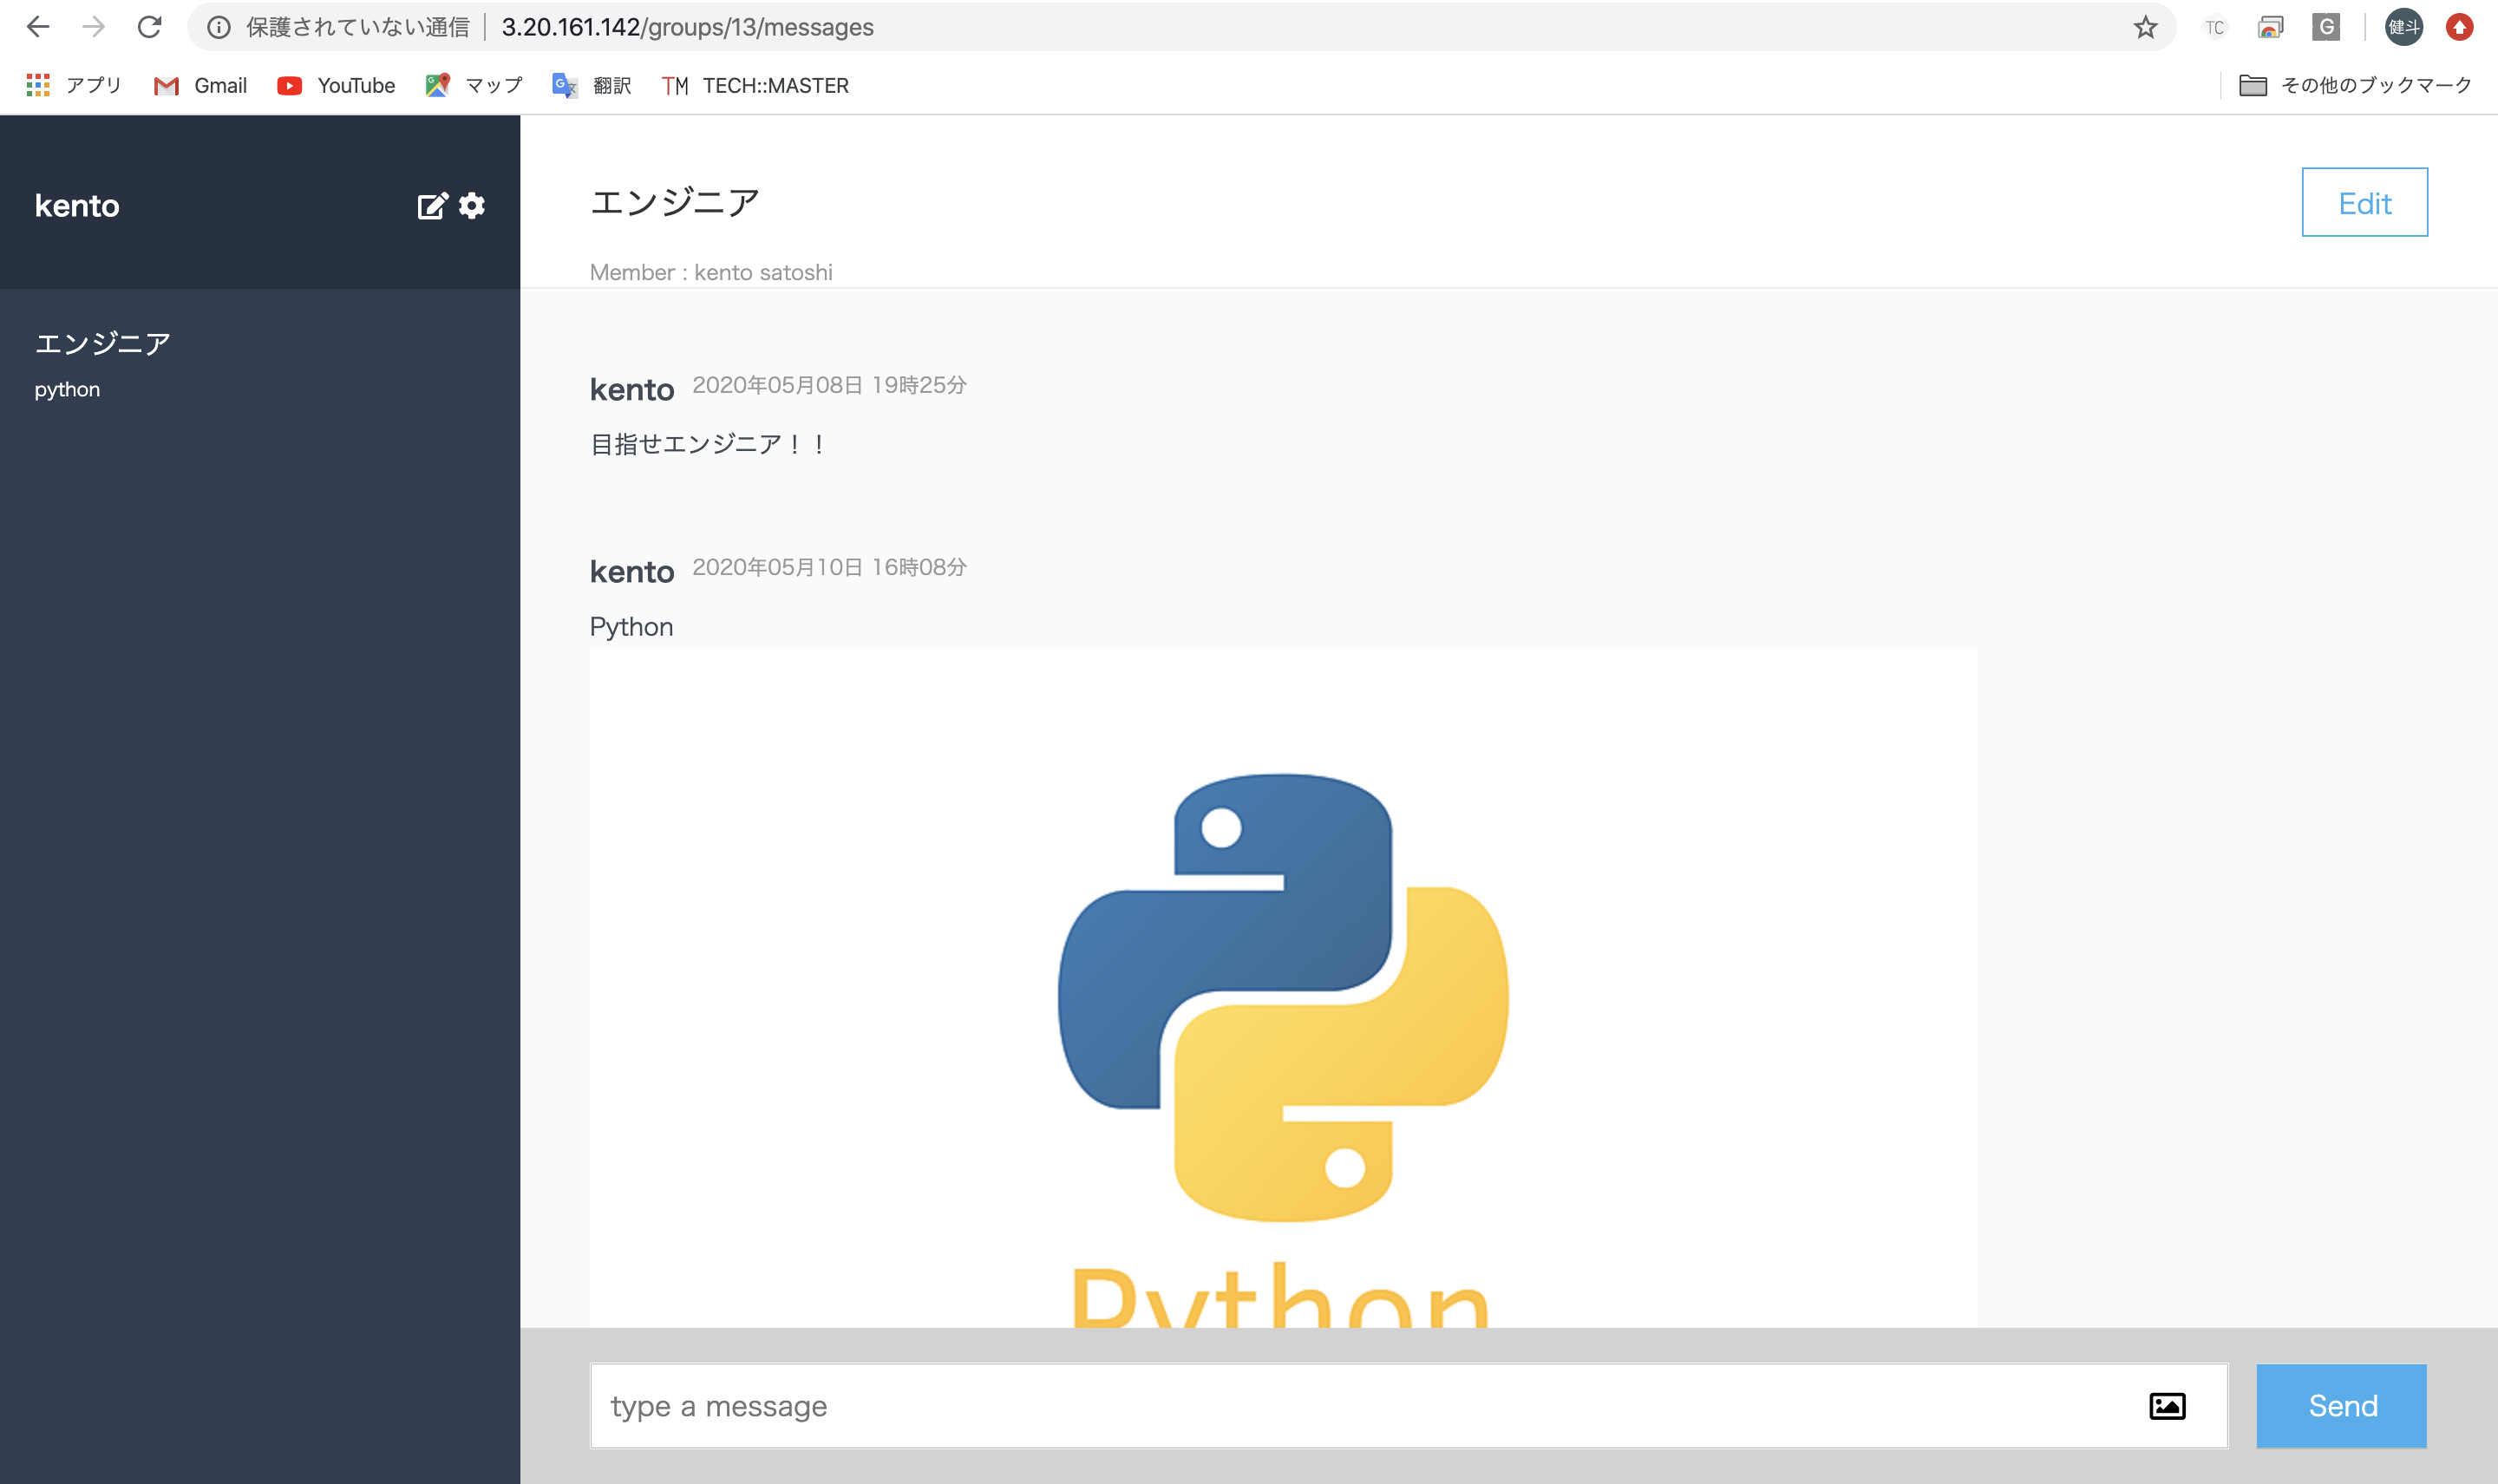 保護されていない通信 3.20.161.142/groups/13/messages TC G 健斗
アプリ Gmail YouTube マップ 翻訳 TM TECH::MASTER その他のブックマーク
kento
エンジニア
python
エンジニア
Edit
Member : kento satoshi
kento 2020年05月08日 19時25分
目指せエンジニア！！
kento 2020年05月10日 16時08分
Python
Python
type a message
Send